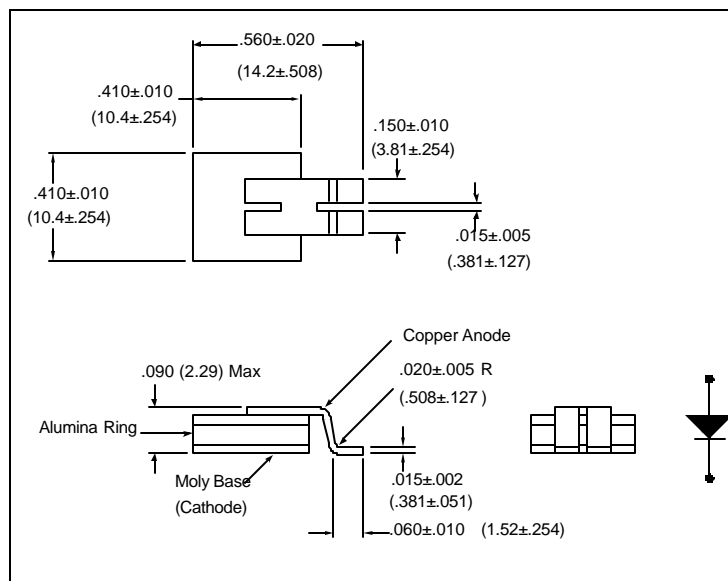 .560±.020
(14.2±.508)
.410±.010
(10.4±.254)
.150±.010
(3.81±.254)
.410±.010
(10.4±.254)
.015±.005
(.381±.127)
Copper Anode
.090 (2.29) Max
.020±.005 R
(.508±.127 )
Alumina Ring
Moly Base
(Cathode)
.015±.002
(.381±.051)
.060±.010 (1.52±.254)